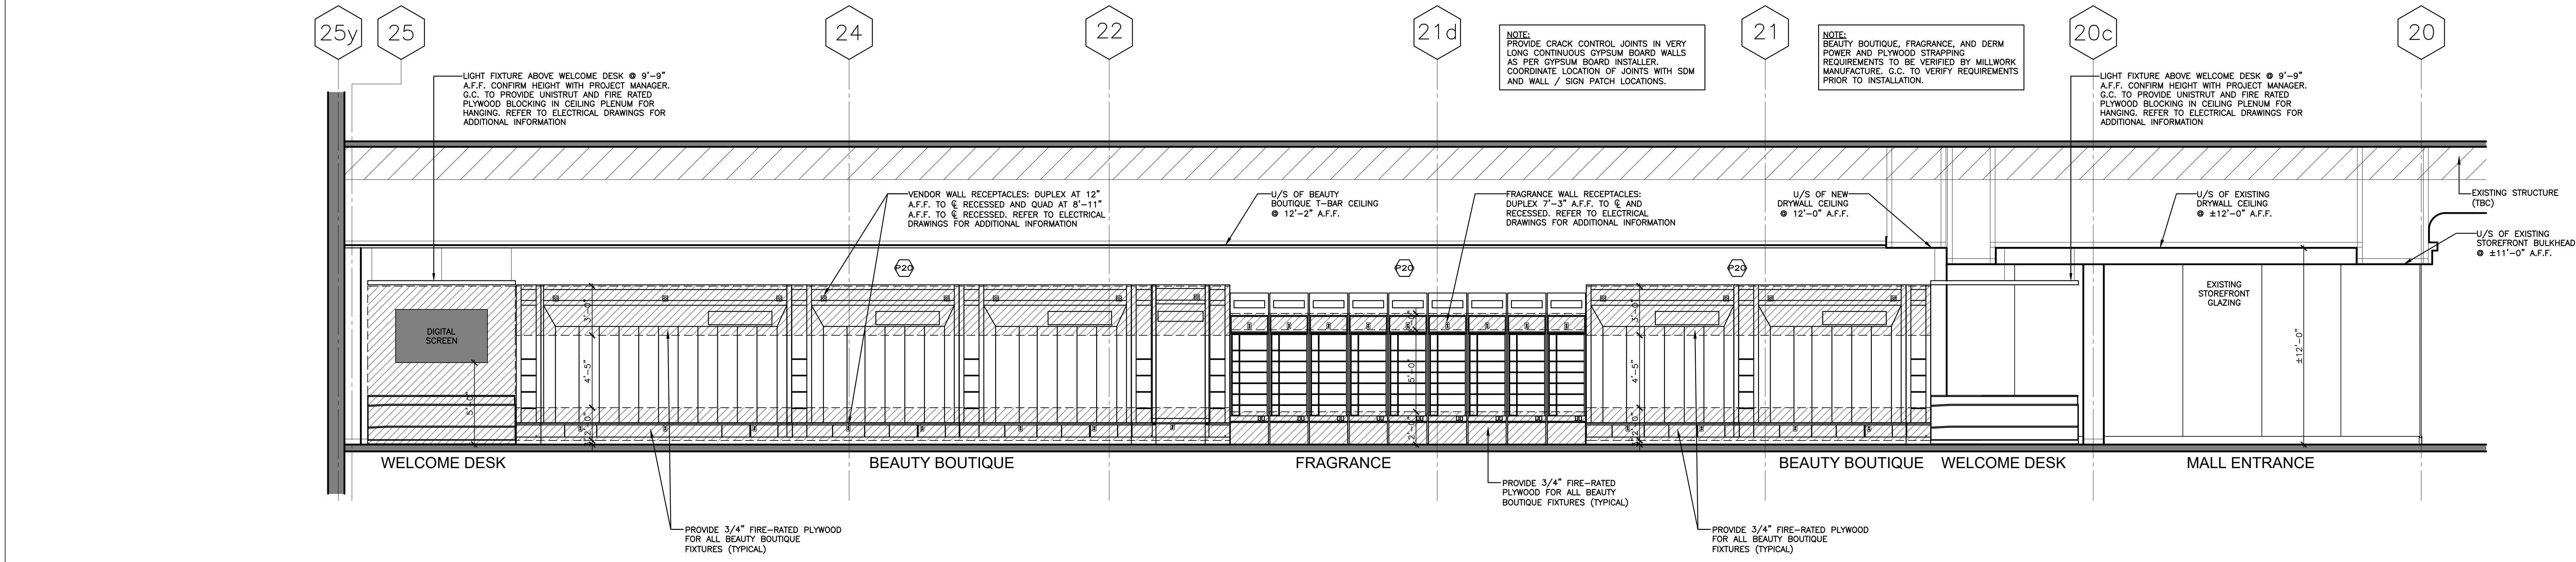 25y
25
24
22
21d
21
20c
20
NOTE:
PROVIDE CRACK CONTROL JOINTS IN VERY
LONG CONTINUOUS GYPSUM BOARD WALLS
AS PER GYPSUM BOARD INSTALLER.
COORDINATE LOCATION OF JOINTS WITH SDM
AND WALL / SIGN PATCH LOCATIONS.
NOTE:
BEAUTY BOUTIQUE, FRAGRANCE, AND DERM
POWER AND PLYWOOD STRAPPING
REQUIREMENTS TO BE VERIFIED BY MILLWORK
MANUFACTURE. G.C. TO VERIFY REQUIREMENTS
PRIOR TO INSTALLATION.
LIGHT FIXTURE ABOVE WELCOME DESK @ 9'-9"
A.F.F. CONFIRM HEIGHT WITH PROJECT MANAGER.
G.C. TO PROVIDE UNISTRUT AND FIRE RATED
PLYWOOD BLOCKING IN CEILING PLENUM FOR
HANGING. REFER TO ELECTRICAL DRAWINGS FOR
ADDITIONAL INFORMATION
LIGHT FIXTURE ABOVE WELCOME DESK @ 9'-9"
A.F.F. CONFIRM HEIGHT WITH PROJECT MANAGER.
G.C. TO PROVIDE UNISTRUT AND FIRE RATED
PLYWOOD BLOCKING IN CEILING PLENUM FOR
HANGING. REFER TO ELECTRICAL DRAWINGS FOR
ADDITIONAL INFORMATION
VENDOR WALL RECEPTACLES: DUPLEX AT 12"
A.F.F. TO ℄ RECESSED AND QUAD AT 8'-11"
A.F.F. TO ℄ RECESSED. REFER TO ELECTRICAL
DRAWINGS FOR ADDITIONAL INFORMATION
U/S OF BEAUTY
BOUTIQUE T-BAR CEILING
@ 12'-2" A.F.F.
FRAGRANCE WALL RECEPTACLES:
DUPLEX 7'-3" A.F.F. TO ℄ AND
RECESSED. REFER TO ELECTRICAL
DRAWINGS FOR ADDITIONAL INFORMATION
U/S OF NEW
DRYWALL CEILING
@ 12'-0" A.F.F.
U/S OF EXISTING
DRYWALL CEILING
@ ±12'-0" A.F.F.
EXISTING STRUCTURE
(TBC)
U/S OF EXISTING
STOREFRONT BULKHEAD
@ ±11'-0" A.F.F.
P20
P20
P20
DIGITAL
SCREEN
5'-0"
3'-0"
4'-5"
2'-0"
5'-0"
2'-0"
3'-0"
4'-5"
2'-0"
EXISTING
STOREFRONT
GLAZING
±12'-0"
WELCOME DESK
BEAUTY BOUTIQUE
FRAGRANCE
BEAUTY BOUTIQUE
WELCOME DESK
MALL ENTRANCE
PROVIDE 3/4" FIRE-RATED
PLYWOOD FOR ALL BEAUTY
BOUTIQUE FIXTURES (TYPICAL)
PROVIDE 3/4" FIRE-RATED PLYWOOD
FOR ALL BEAUTY BOUTIQUE
FIXTURES (TYPICAL)
PROVIDE 3/4" FIRE-RATED PLYWOOD
FOR ALL BEAUTY BOUTIQUE
FIXTURES (TYPICAL)